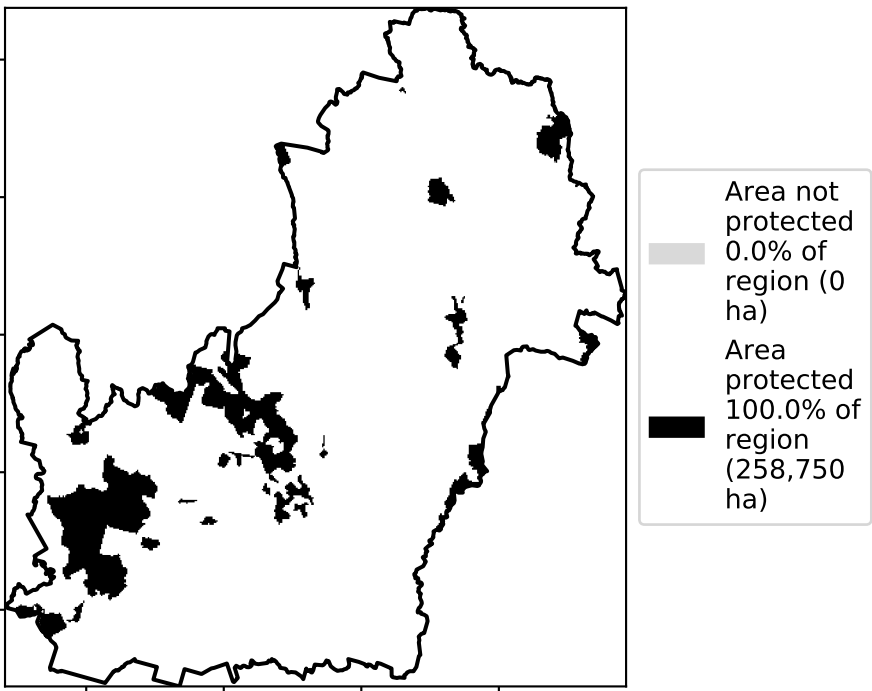 Area not
protected
0.0% of
region (0
ha)
Area
protected
100.0% of
region
(258,750
ha)